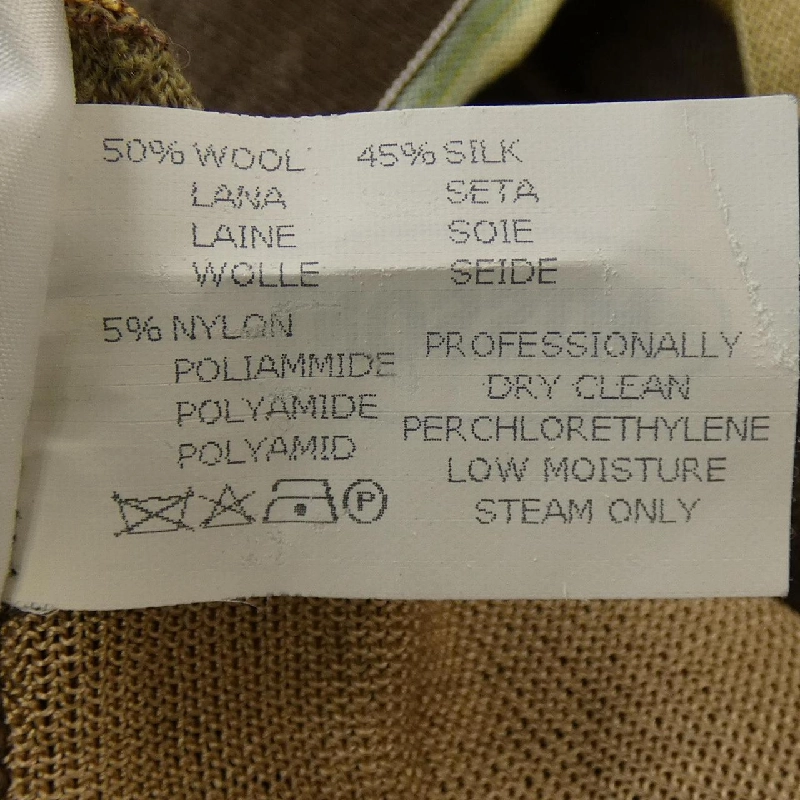 50% WOOL
LANA
LAINE
WOLLE
45% SILK
SETA
SOIE
SEIDE
5% NYLON
POLIAMMIDE
POLYAMIDE
POLYAMID
P
PROFESSIONALLY
DRY CLEAN
PERCHLORETHYLENE
LOW MOISTURE
STEAM ONLY